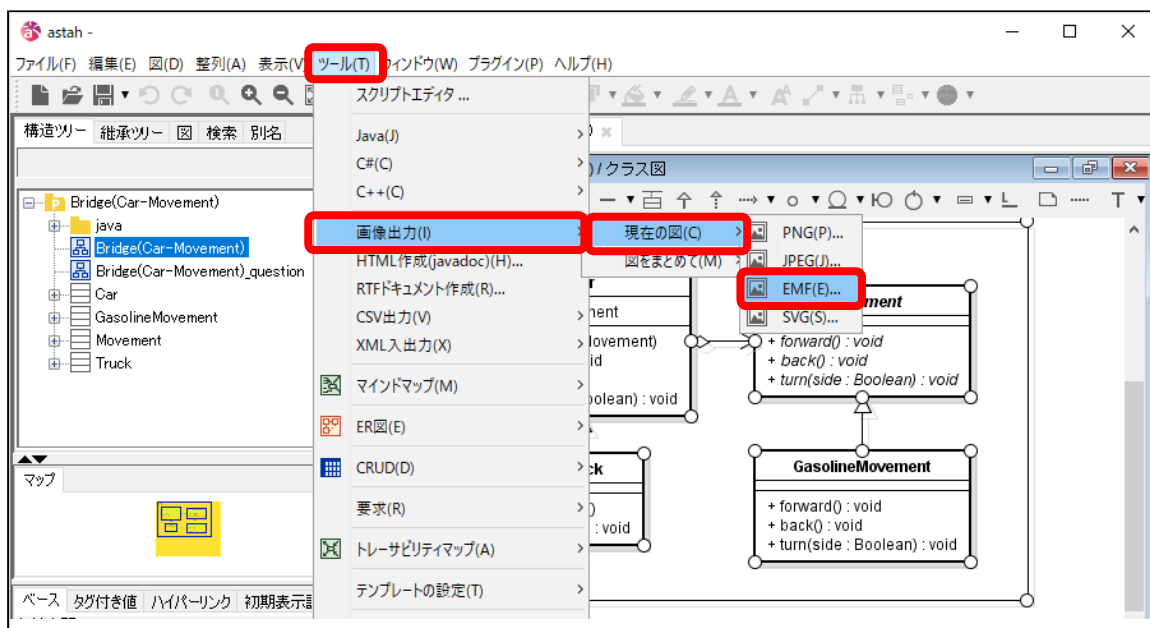 astah -
ファイル(F) 編集(E) 図(D) 整列(A) 表示(V) ツール(T) ウィンドウ(W) プラグイン(P) ヘルプ(H)
構造ツリー 継承ツリー 図 検索 別名
/クラス図
Bridge(Car-Movement)
java
Bridge(Car-Movement)
Bridge(Car-Movement)_question
Car
GasolineMovement
Movement
Truck
マップ
ベース タグ付き値 ハイパーリンク 初期表示
スクリプトエディタ ...
Java(J)
C#(C)
C++(C)
画像出力(I)
HTML作成(javadoc)(H)...
RTFドキュメント作成(R)...
CSV出力(V)
XML入出力(X)
マインドマップ(M)
ER図(E)
CRUD(D)
要求(R)
トレーサビリティマップ(A)
テンプレートの設定(T)
現在の図(C)
図をまとめて(M)
PNG(P)...
JPEG(J)...
EMF(E)...
SVG(S)...
+ forward() : void
+ back() : void
+ turn(side : Boolean) : void
: void
: void
GasolineMovement
+ forward() : void
+ back() : void
+ turn(side : Boolean) : void